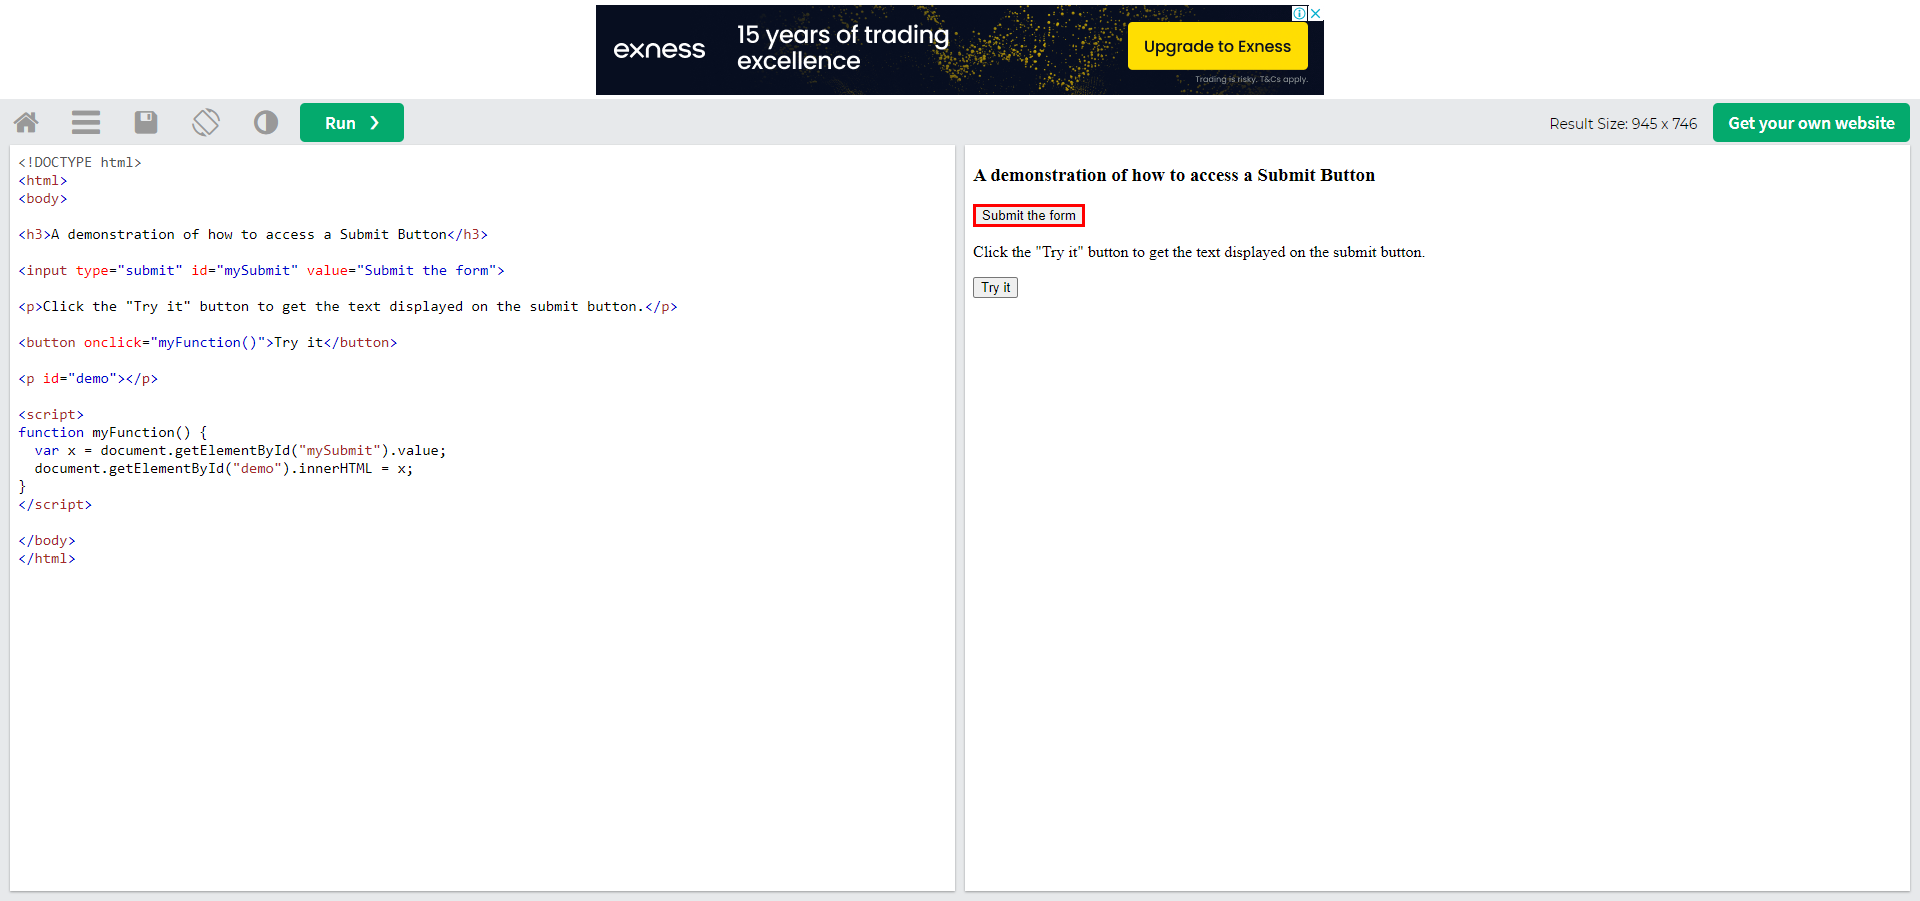 exness
15 years of trading
excellence
Upgrade to Exness
Trading is risky. T&Cs apply.
Run ❯
Result Size: 945 x 746
Get your own website
<!DOCTYPE html>
<html>
<body>
<h3>A demonstration of how to access a Submit Button</h3>
<input type="submit" id="mySubmit" value="Submit the form">
<p>Click the "Try it" button to get the text displayed on the submit button.</p>
<button onclick="myFunction()">Try it</button>
<p id="demo"></p>
<script>
function myFunction() {
  var x = document.getElementById("mySubmit").value;
  document.getElementById("demo").innerHTML = x;
}
</script>
</body>
</html>
A demonstration of how to access a Submit Button
Submit the form
Click the "Try it" button to get the text displayed on the submit button.
Try it